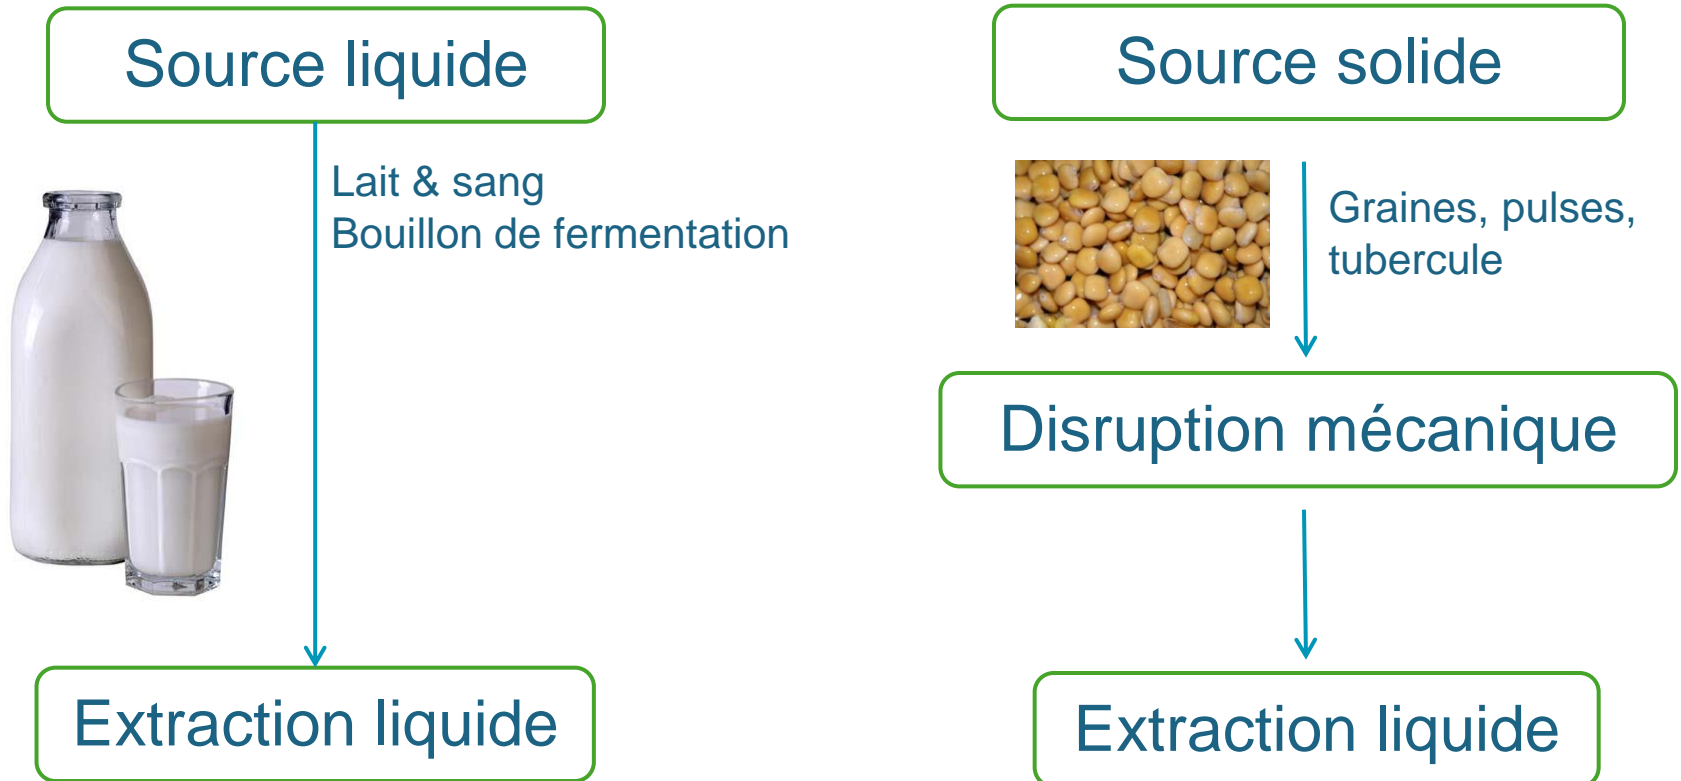 Source liquide
Lait & sang
Bouillon de fermentation
Extraction liquide
Source solide
Graines, pulses,
tubercule
Disruption mécanique
Extraction liquide